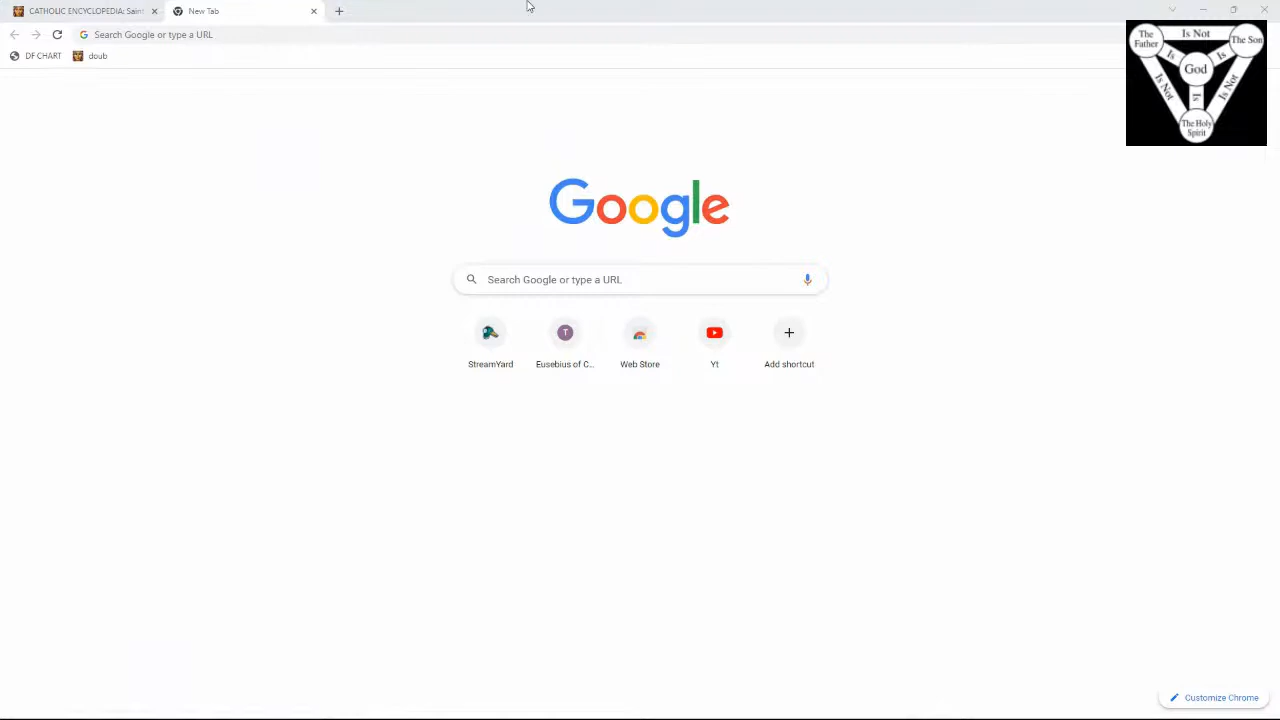 CATHOLIC ENCYCLOPEDIA: Saint
New Tab
Search Google or type a URL
DF CHART
doub
The Father
Is Not
The Son
Is
Is
God
Is Not
Is
Is Not
The Holy Spirit
Google
Search Google or type a URL
T
StreamYard
Eusebius of C...
Web Store
Yt
Add shortcut
Customize Chrome